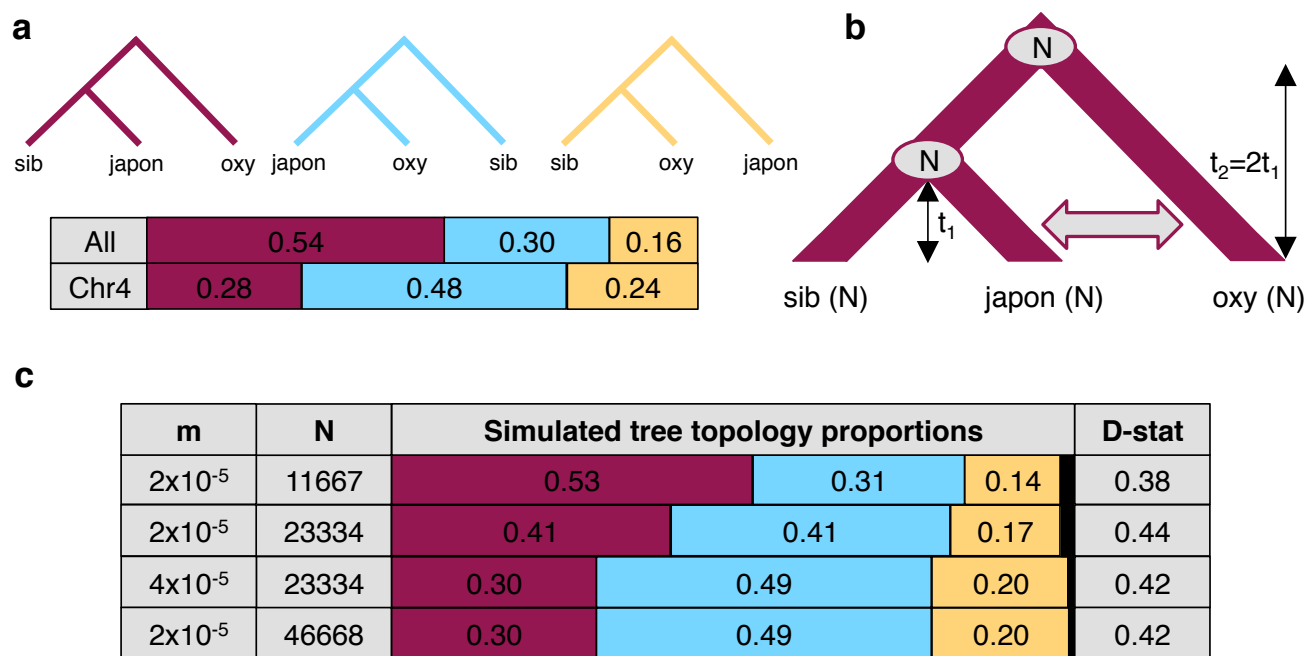 a
sib japon oxy japon oxy sib sib oxy japon
All 0.54 0.30 0.16
Chr4 0.28 0.48 0.24
b
N
N
t₂=2t₁
t₁
sib (N) japon (N) oxy (N)
c
m N Simulated tree topology proportions D-stat
2x10⁻⁵ 11667 0.53 0.31 0.14 0.38
2x10⁻⁵ 23334 0.41 0.41 0.17 0.44
4x10⁻⁵ 23334 0.30 0.49 0.20 0.42
2x10⁻⁵ 46668 0.30 0.49 0.20 0.42